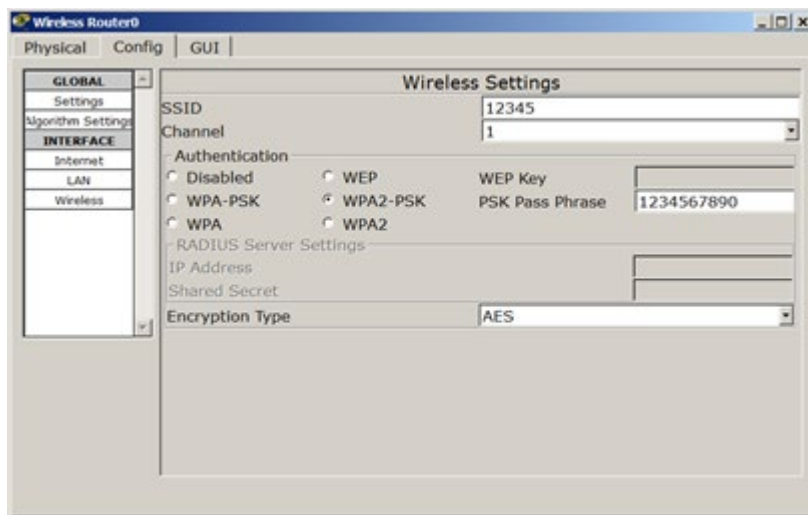 Wireless Router0
Physical Config GUI
GLOBAL
Settings
Algorithm Settings
INTERFACE
Internet
LAN
Wireless
Wireless Settings
SSID 12345
Channel 1
Authentication
Disabled WEP WEP Key
WPA-PSK WPA2-PSK PSK Pass Phrase 1234567890
WPA WPA2
RADIUS Server Settings
IP Address
Shared Secret
Encryption Type AES